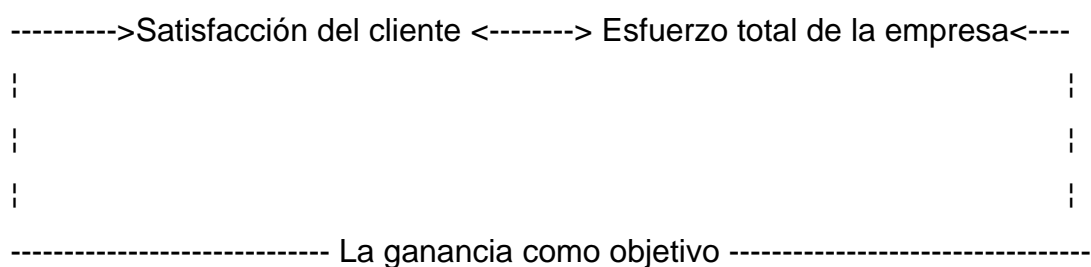 ---------->Satisfacción del cliente <--------> Esfuerzo total de la empresa<----
¦ ¦
¦ ¦
¦ ¦
------------------------------ La ganancia como objetivo ----------------------------------